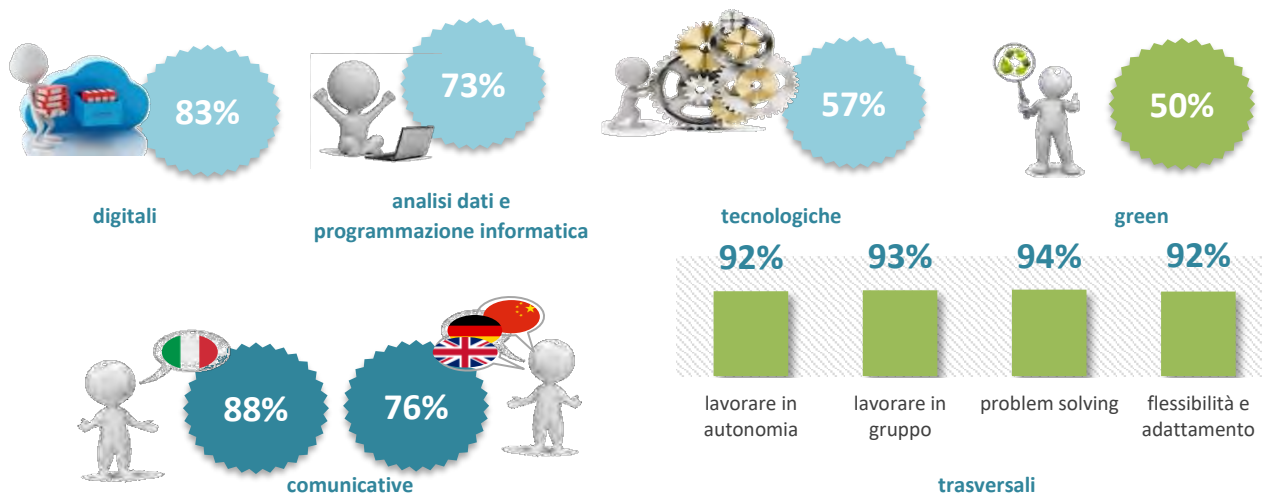 83%
73%
57%
50%
digitali
analisi dati e
programmazione informatica
tecnologiche
green
88%
76%
comunicative
92%
93%
94%
92%
lavorare in
autonomia
lavorare in
gruppo
problem solving
flessibilità e
adattamento
trasversali